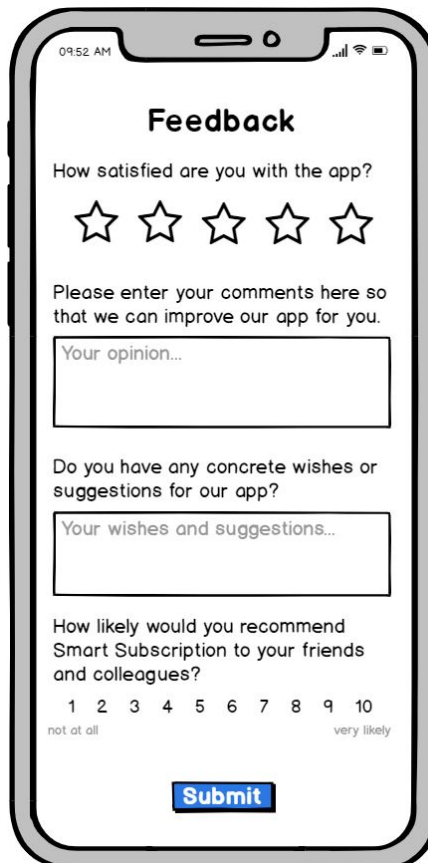 09:52 AM
Feedback
How satisfied are you with the app?
Please enter your comments here so
that we can improve our app for you.
Your opinion...
Do you have any concrete wishes or
suggestions for our app?
Your wishes and suggestions...
How likely would you recommend
Smart Subscription to your friends
and colleagues?
1 2 3 4 5 6 7 8 9 10
not at all very likely
Submit